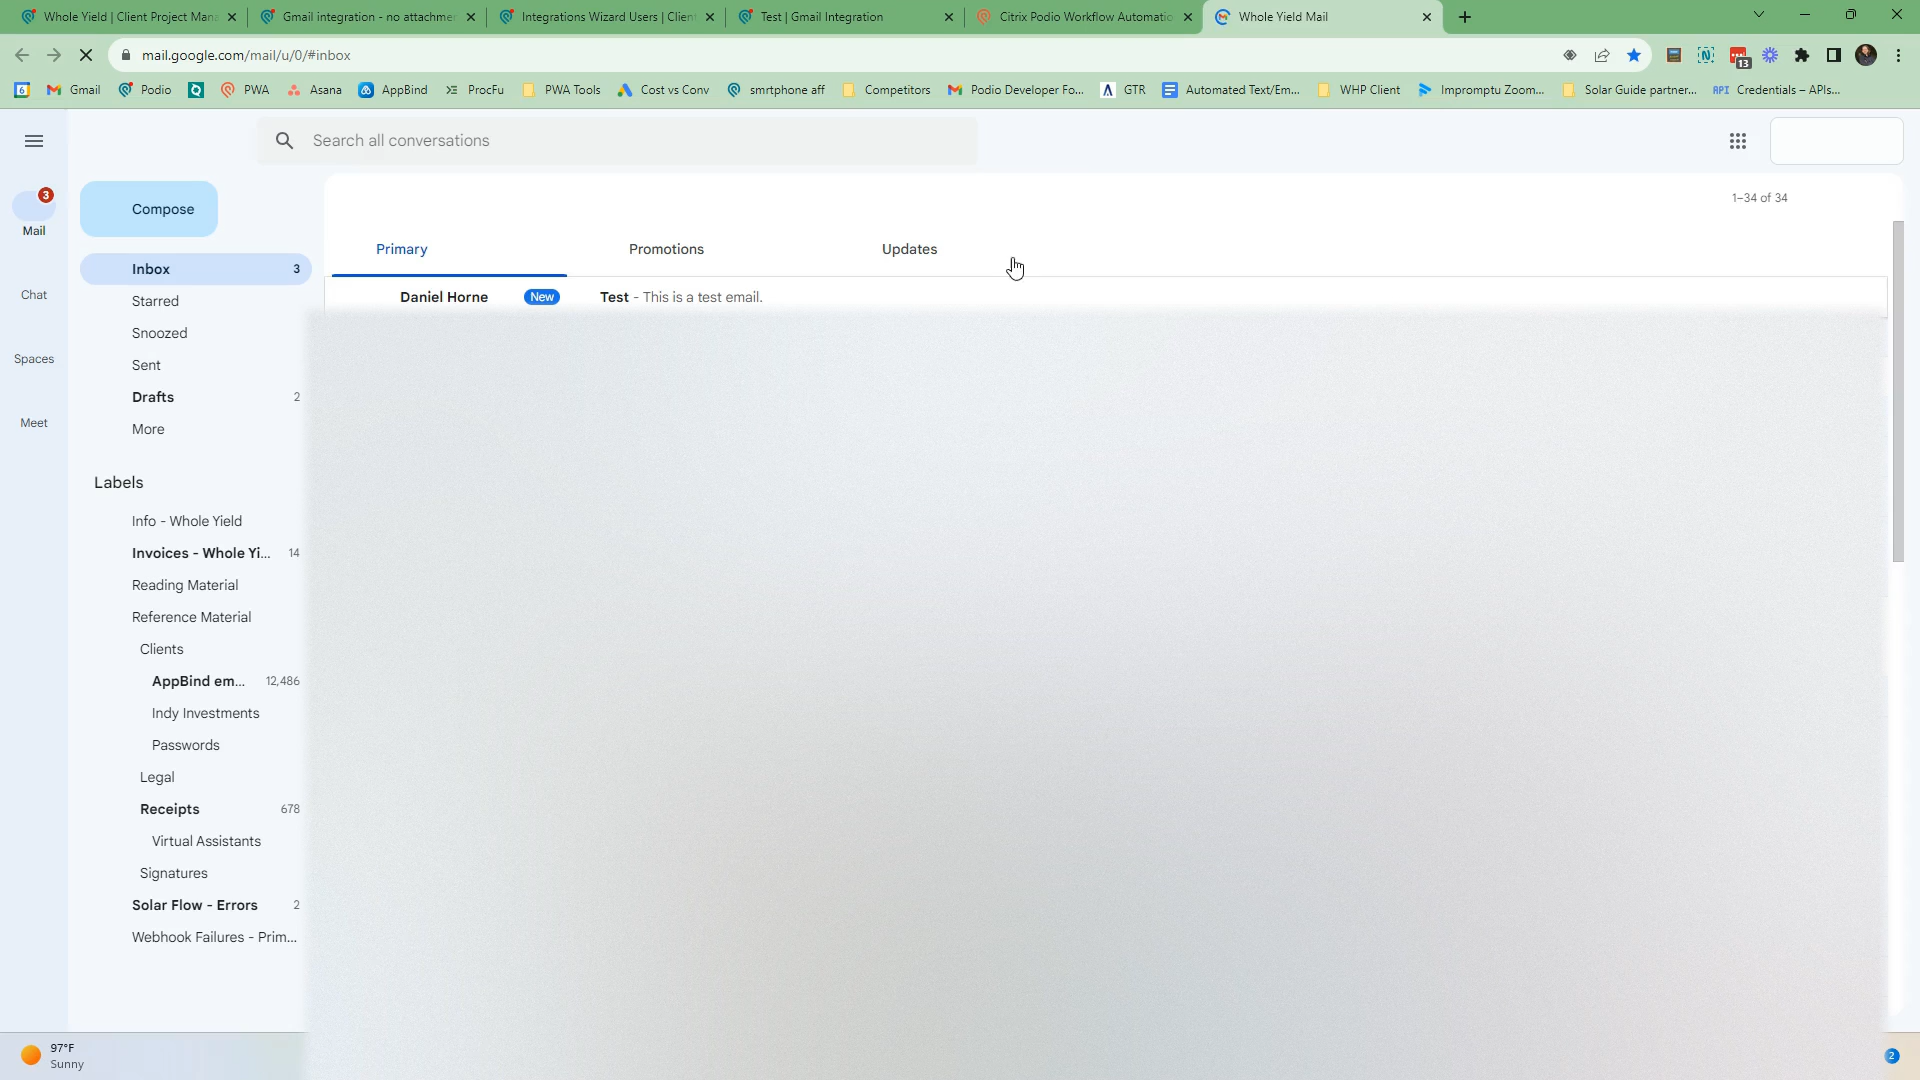 Whole Yield | Client Project Mana
Gmail integration - no attachmen
Integrations Wizard Users | Clien
Test | Gmail Integration
Citrix Podio Workflow Automatio
Whole Yield Mail
mail.google.com/mail/u/0/#inbox
13
6
Gmail
Podio
PWA
Asana
AppBind
ProcFu
PWA Tools
Cost vs Conv
smrtphone aff
Competitors
Podio Developer Fo...
GTR
Automated Text/Em...
WHP Client
Impromptu Zoom...
Solar Guide partner...
API
Credentials – APIs...
Search all conversations
3
Mail
Chat
Spaces
Meet
Compose
Inbox 3
Starred
Snoozed
Sent
Drafts 2
More
Labels
Info - Whole Yield
Invoices - Whole Yi... 14
Reading Material
Reference Material
Clients
AppBind em... 12,486
Indy Investments
Passwords
Legal
Receipts 678
Virtual Assistants
Signatures
Solar Flow - Errors 2
Webhook Failures - Prim...
1–34 of 34
Primary
Promotions
Updates
Daniel Horne New Test - This is a test email.
97°F
Sunny
2